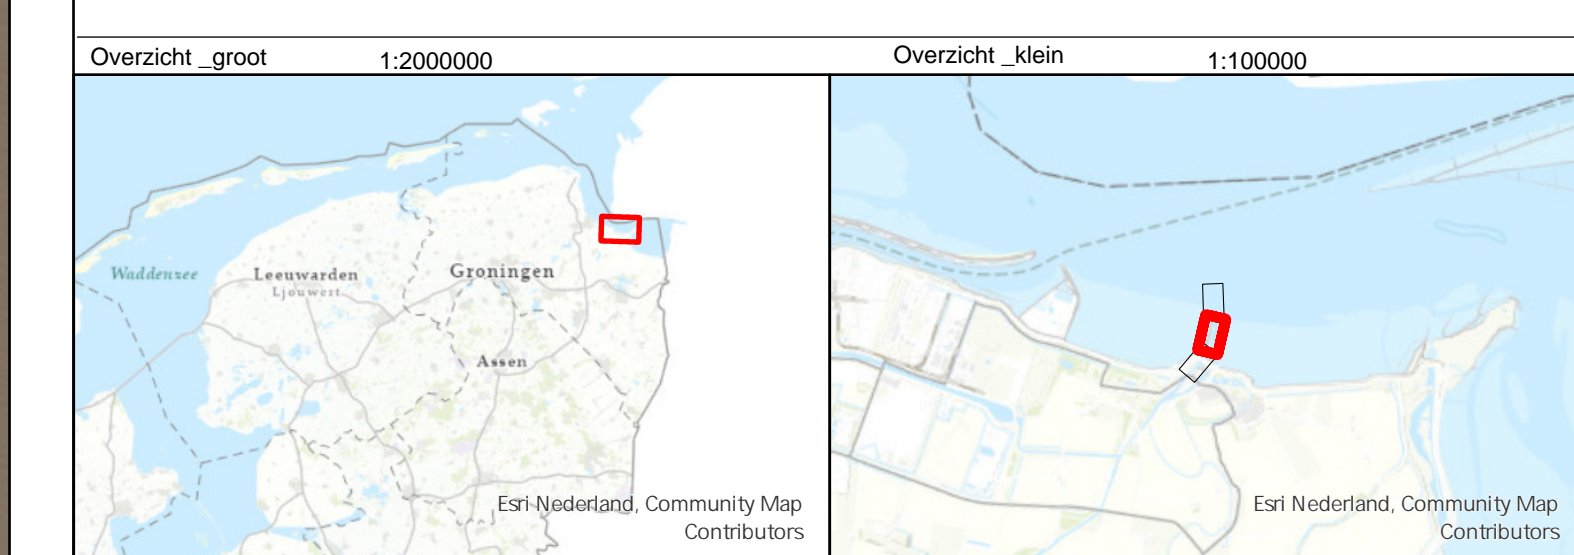 Overzicht _groot 1:2000000
Overzicht _klein 1:100000
Waddenzee
Leeuwarden
Ljouwert
Groningen
Assen
Esri Nederland, Community Map
Contributors
Esri Nederland, Community Map
Contributors